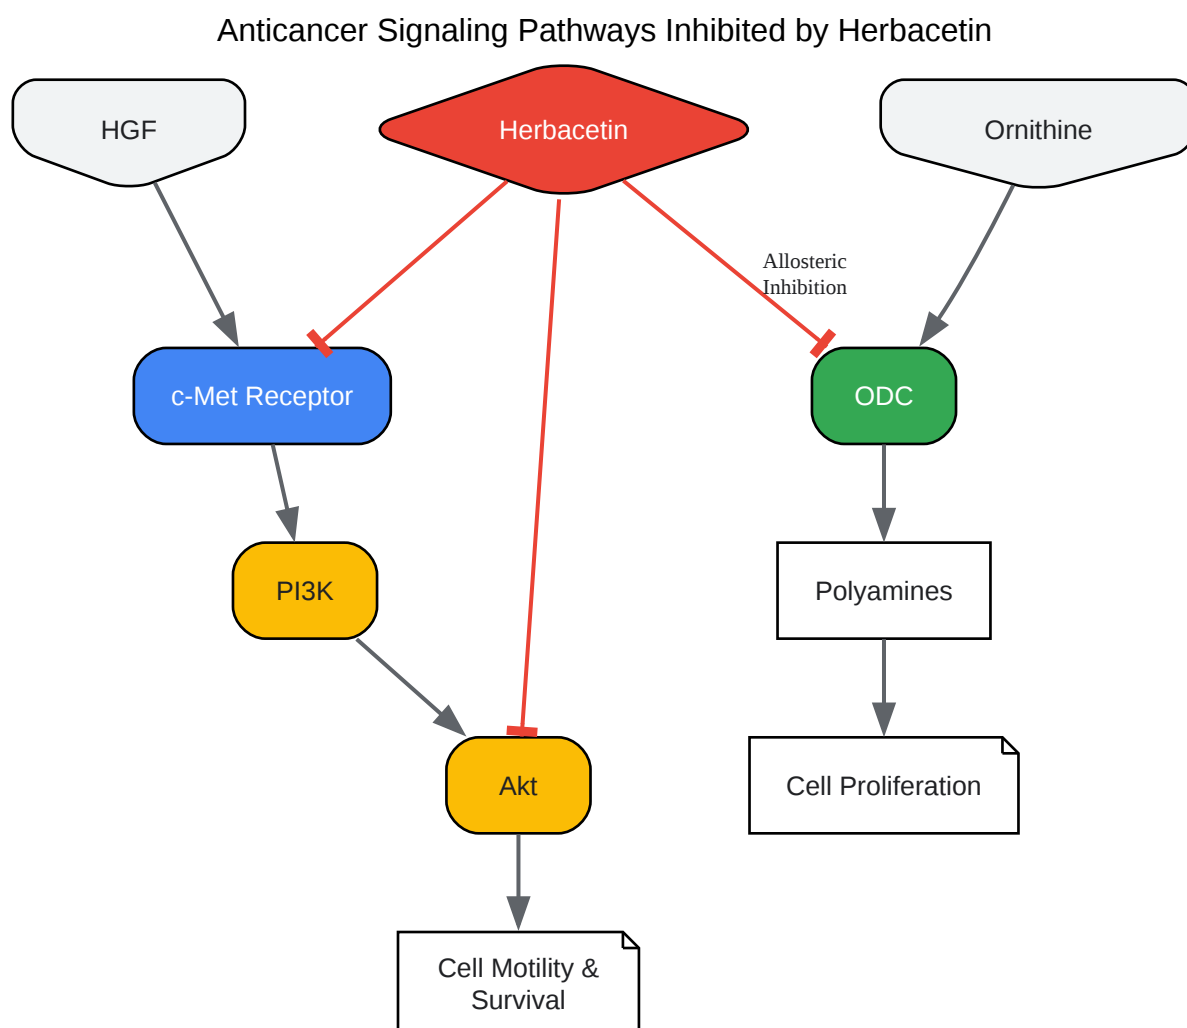 Anticancer Signaling Pathways Inhibited by Herbacetin
HGF
Herbacetin
Ornithine
Allosteric
Inhibition
c-Met Receptor
ODC
PI3K
Polyamines
Akt
Cell Proliferation
Cell Motility &
Survival